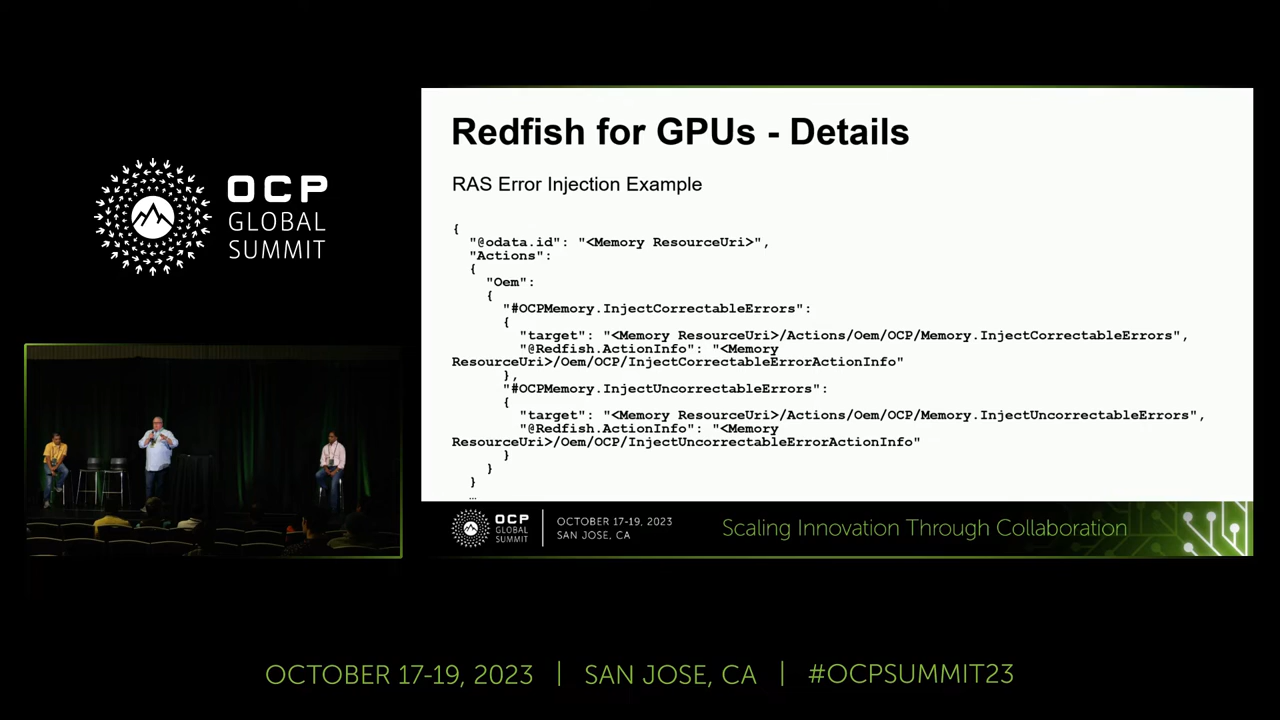 OCP
GLOBAL
SUMMIT
Redfish for GPUs - Details
RAS Error Injection Example
{
"@odata.id": "<Memory ResourceUri>",
"Actions":
{
"Oem":
{
"#OCPMemory.InjectCorrectableErrors":
{
"target": "<Memory ResourceUri>/Actions/Oem/OCP/Memory.InjectCorrectableErrors",
"@Redfish.ActionInfo": "<Memory
ResourceUri>/Oem/OCP/InjectCorrectableErrorActionInfo"
},
"#OCPMemory.InjectUncorrectableErrors":
{
"target": "<Memory ResourceUri>/Actions/Oem/OCP/Memory.InjectUncorrectableErrors",
"@Redfish.ActionInfo": "<Memory
ResourceUri>/Oem/OCP/InjectUncorrectableErrorActionInfo"
}
}
}
…
OCP
GLOBAL
SUMMIT
OCTOBER 17-19, 2023
SAN JOSE, CA
Scaling Innovation Through Collaboration
OCTOBER 17-19, 2023 | SAN JOSE, CA | #OCPSUMMIT23